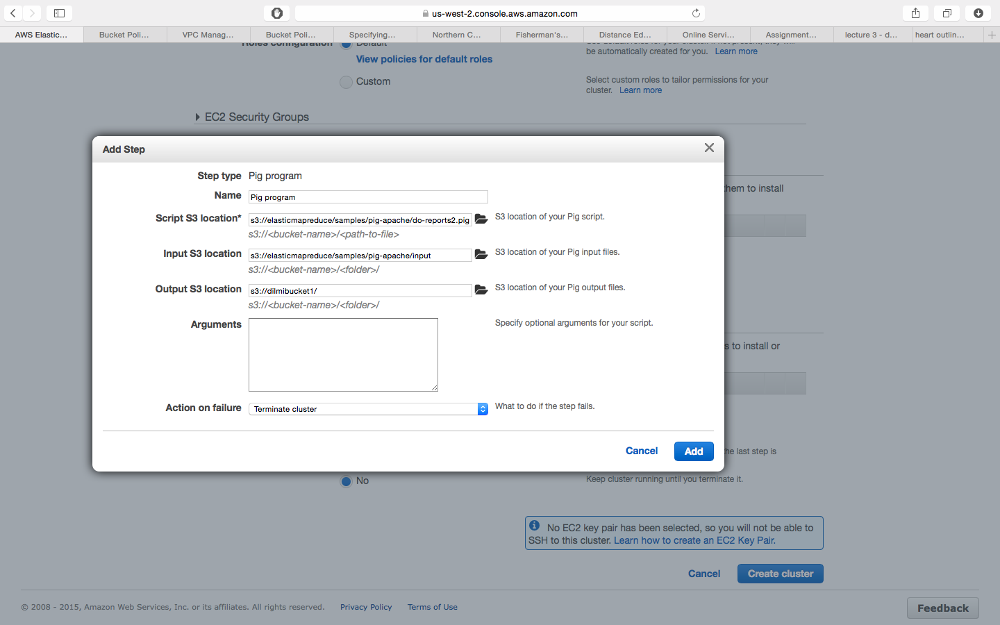 us-west-2.console.aws.amazon.com
AWS Elastic...
Bucket Poli...
VPC Manag...
Bucket Poli...
Specifying...
Northern C...
Fisherman's...
Distance Ed...
Online Servi...
Assignment...
lecture 3 - d...
heart outlin...
Roles configuration
Default
be automatically created for you. Learn more
View policies for default roles
Custom
Select custom roles to tailor permissions for your
cluster. Learn more
EC2 Security Groups
Add Step
Step type Pig program
Name Pig program
them to install
Script S3 location* s3://elasticmapreduce/samples/pig-apache/do-reports2.pig S3 location of your Pig script.
s3://<bucket-name>/<path-to-file>
Input S3 location s3://elasticmapreduce/samples/pig-apache/input S3 location of your Pig input files.
s3://<bucket-name>/<folder>/
Output S3 location s3://dilmibucket1/ S3 location of your Pig output files.
s3://<bucket-name>/<folder>/
Arguments Specify optional arguments for your script.
s to install or
Action on failure Terminate cluster What to do if the step fails.
Cancel Add
he last step is
No
Keep cluster running until you terminate it.
No EC2 key pair has been selected, so you will not be able to
SSH to this cluster. Learn how to create an EC2 Key Pair.
Cancel Create cluster
© 2008 - 2015, Amazon Web Services, Inc. or its affiliates. All rights reserved. Privacy Policy Terms of Use
Feedback